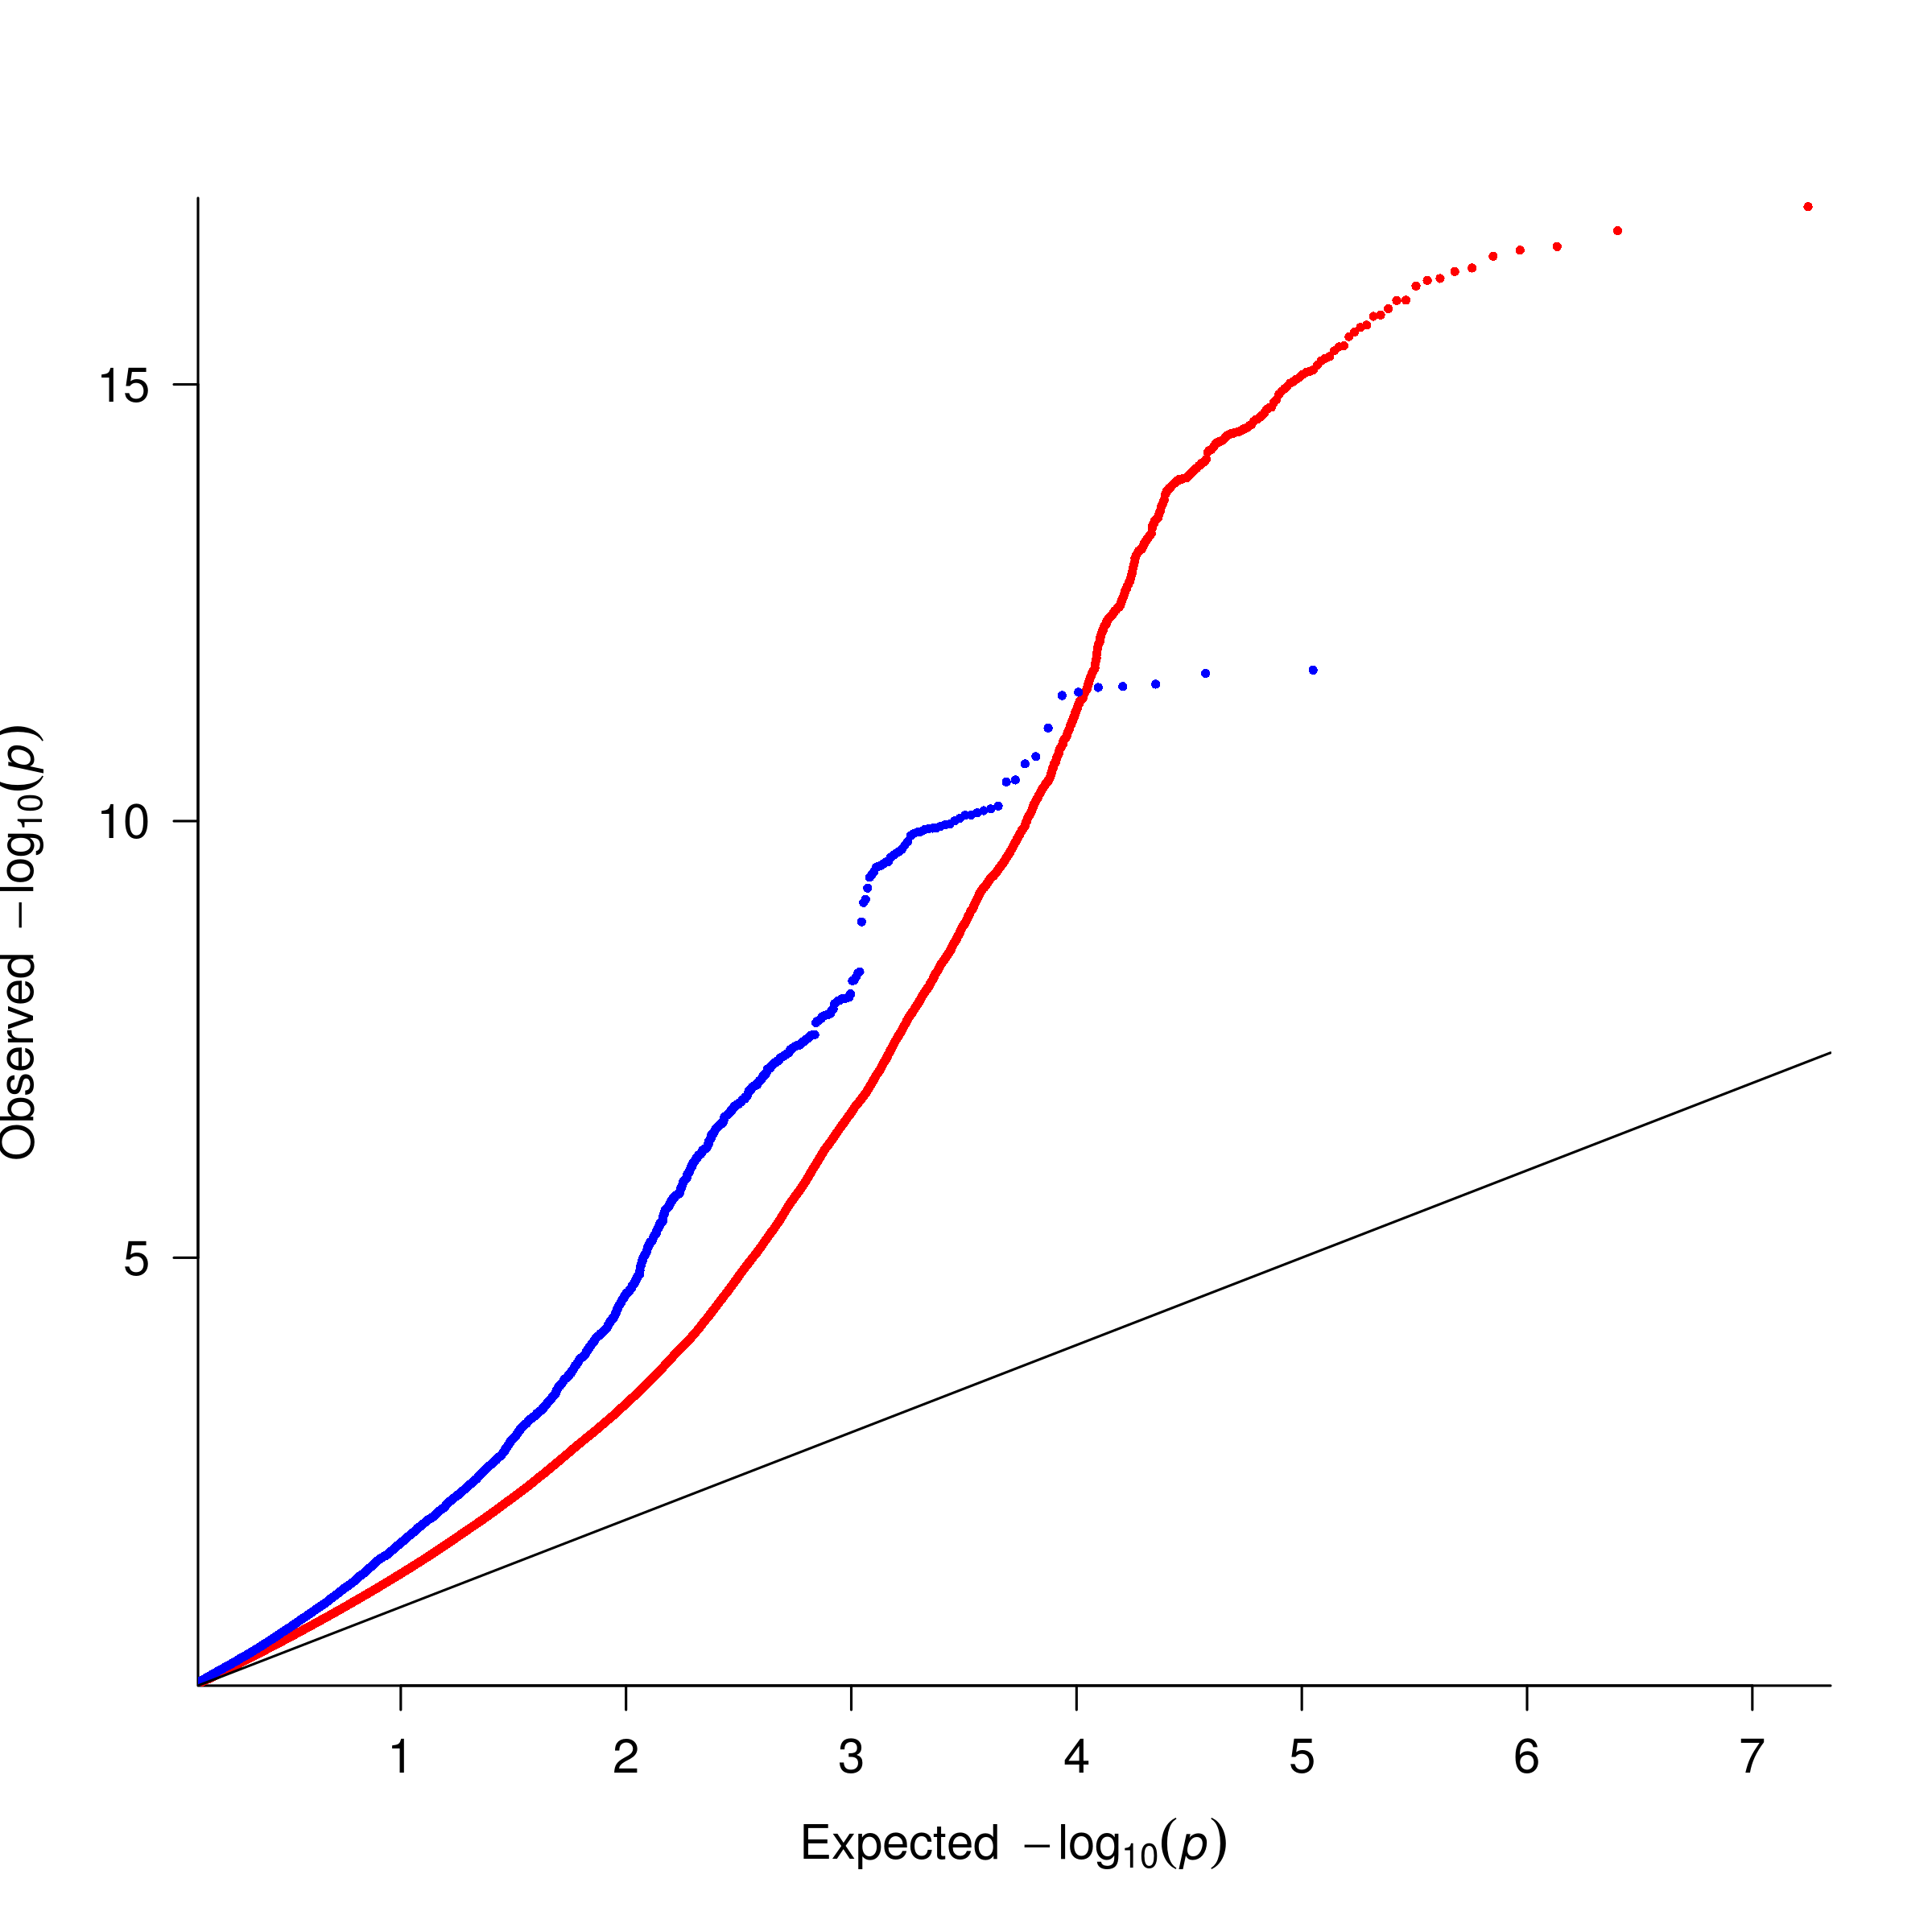 15
10
5
Observed −log10(p)
1 2 3 4 5 6 7
Expected −log10(p)